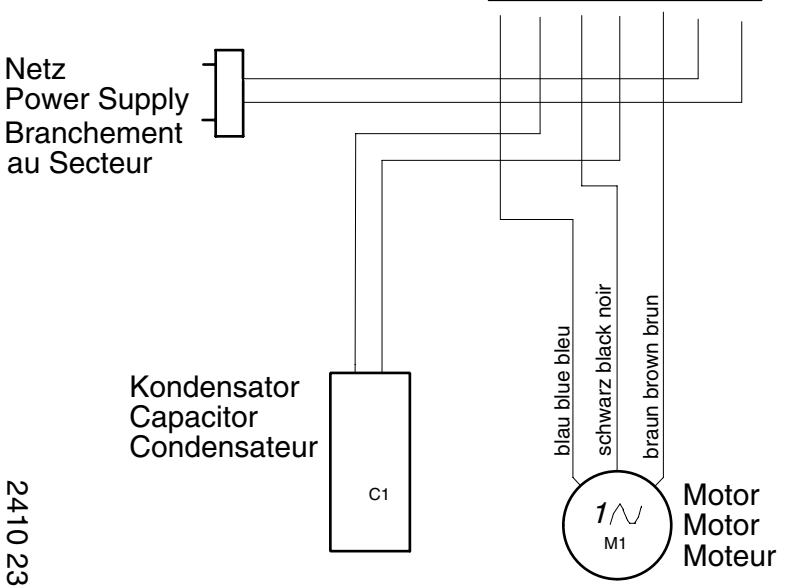 Netz
Power Supply
Branchement
au Secteur
Kondensator
Capacitor
Condensateur
C1
blau blue bleu
schwarz black noir
braun brown brun
1
M1
Motor
Motor
Moteur
2410 23